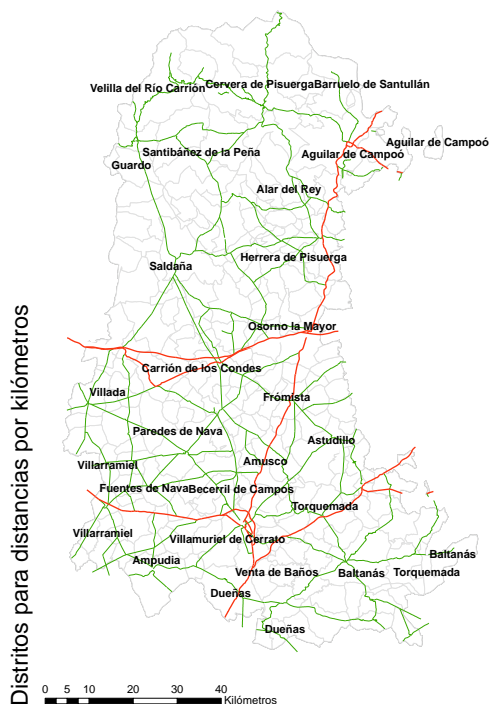 Velilla del Río Carrión
Cervera de Pisuerga
Barruelo de Santullán
Aguilar de Campoó
Aguilar de Campoó
Santibáñez de la Peña
Guardo
Alar del Rey
Herrera de Pisuerga
Saldaña
Osorno la Mayor
Carrión de los Condes
Villada
Frómista
Paredes de Nava
Astudillo
Amusco
Villarramiel
Fuentes de Nava
Becerril de Campos
Torquemada
Villarramiel
Villamuriel de Cerrato
Ampudia
Venta de Baños
Baltanás
Baltanás
Torquemada
Dueñas
Dueñas
Distritos para distancias por kilómetros
0 5 10 20 30 40
Kilómetros